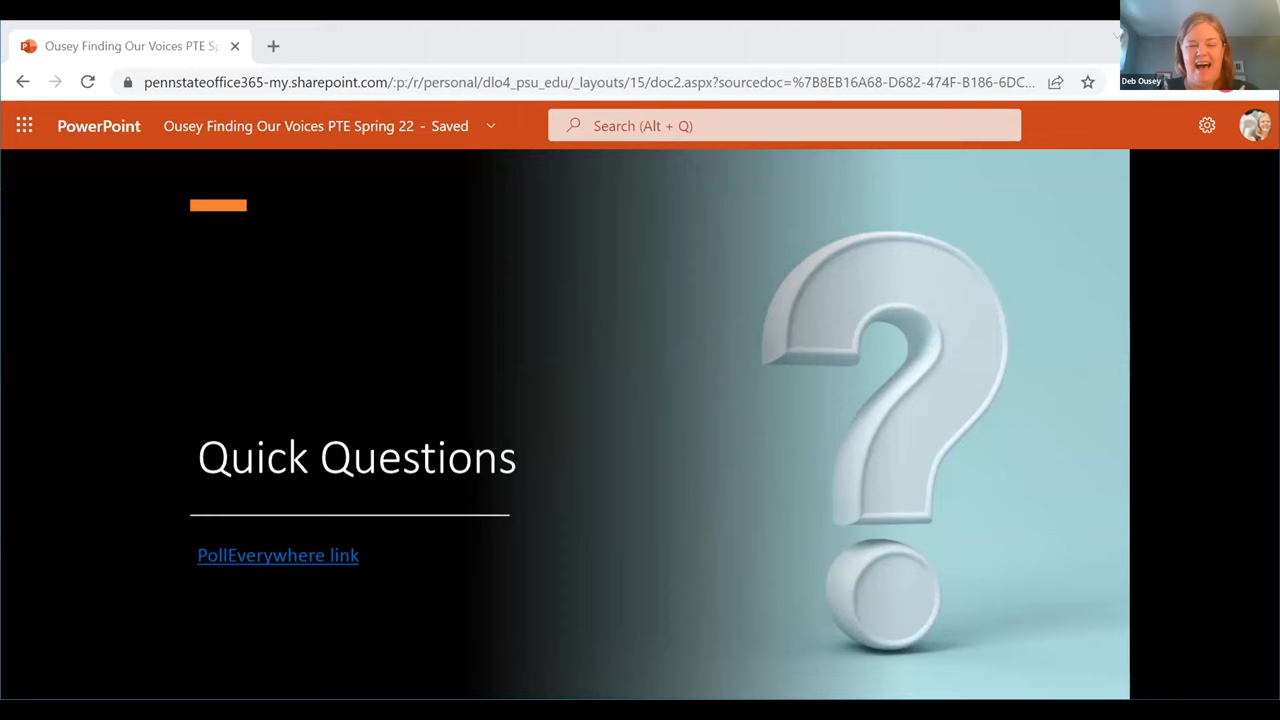 Ousey Finding Our Voices PTE Sp
pennstateoffice365-my.sharepoint.com/:p:/r/personal/dlo4_psu_edu/_layouts/15/doc2.aspx?sourcedoc=%7B8EB16A68-D682-474F-B186-6DC...
Deb Ousey
PowerPoint
Ousey Finding Our Voices PTE Spring 22 - Saved
Search (Alt + Q)
Quick Questions
PollEverywhere link